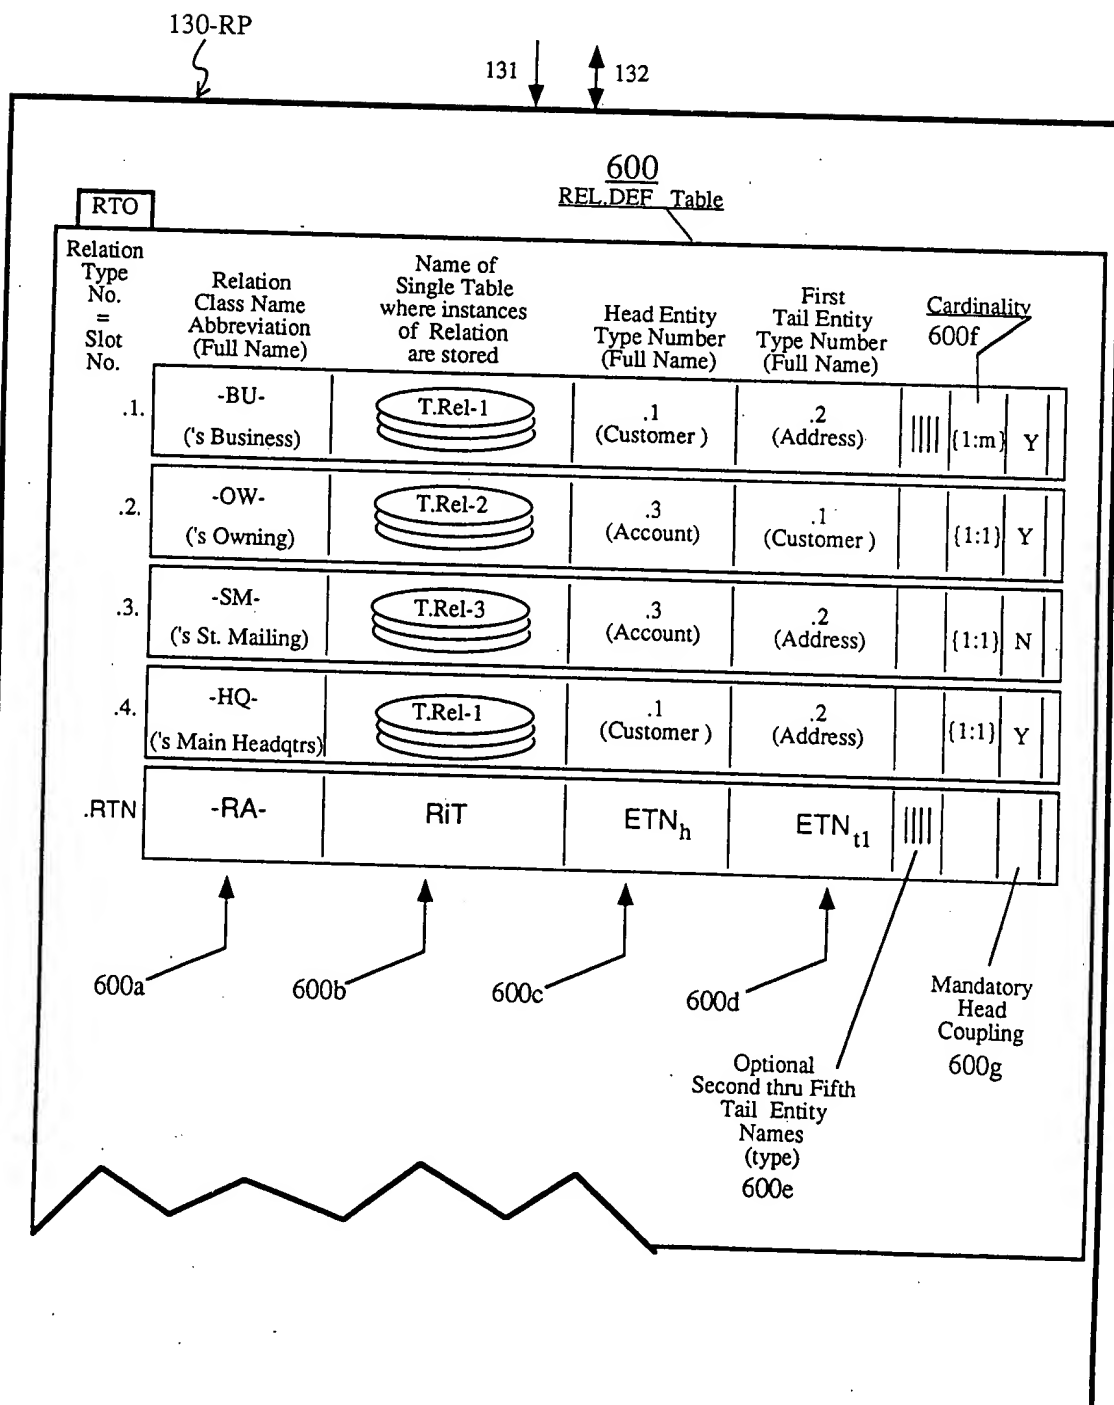 130-RP
131
132
600
REL.DEF Table
RTO
Relation
Type
No.
=
Slot
No.
Relation
Class Name
Abbreviation
(Full Name)
Name of
Single Table
where instances
of Relation
are stored
Head Entity
Type Number
(Full Name)
First
Tail Entity
Type Number
(Full Name)
Cardinality
600f
.1.
-BU-
('s Business)
T.Rel-1
.1
(Customer )
.2
(Address)
{1:m}
Y
.2.
-OW-
('s Owning)
T.Rel-2
.3
(Account)
.1
(Customer )
{1:1}
Y
.3.
-SM-
('s St. Mailing)
T.Rel-3
.3
(Account)
.2
(Address)
{1:1}
N
.4.
-HQ-
('s Main Headqtrs)
T.Rel-1
.1
(Customer )
.2
(Address)
{1:1}
Y
.RTN
-RA-
RiT
ETNh
ETNt1
600a
600b
600c
600d
Optional
Second thru Fifth
Tail Entity
Names
(type)
600e
Mandatory
Head
Coupling
600g